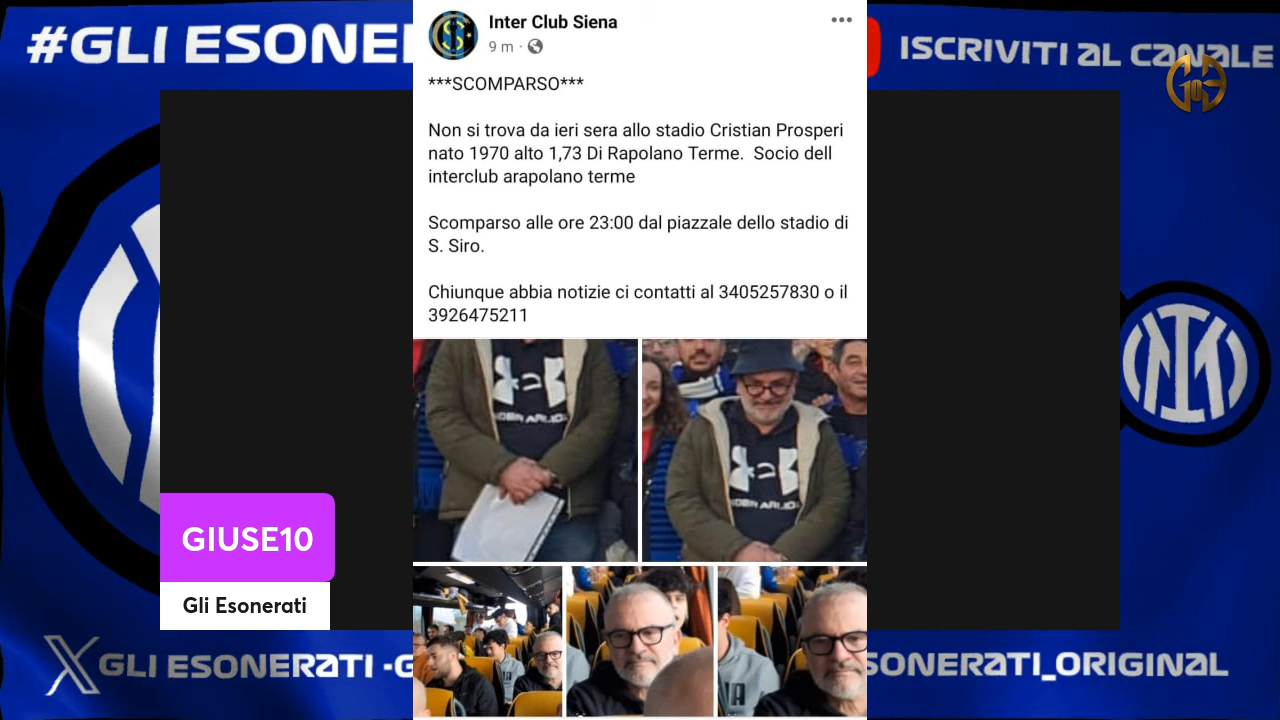 #GLI ESONE
ISCRIVITI AL CANALE
Inter Club Siena
9 m ·
***SCOMPARSO***
Non si trova da ieri sera allo stadio Cristian Prosperi
nato 1970 alto 1,73 Di Rapolano Terme.  Socio dell
interclub arapolano terme
Scomparso alle ore 23:00 dal piazzale dello stadio di
S. Siro.
Chiunque abbia notizie ci contatti al 3405257830 o il
3926475211
GIUSE10
Gli Esonerati
GLI ESONERATI -G
SONERATI_ORIGINAL